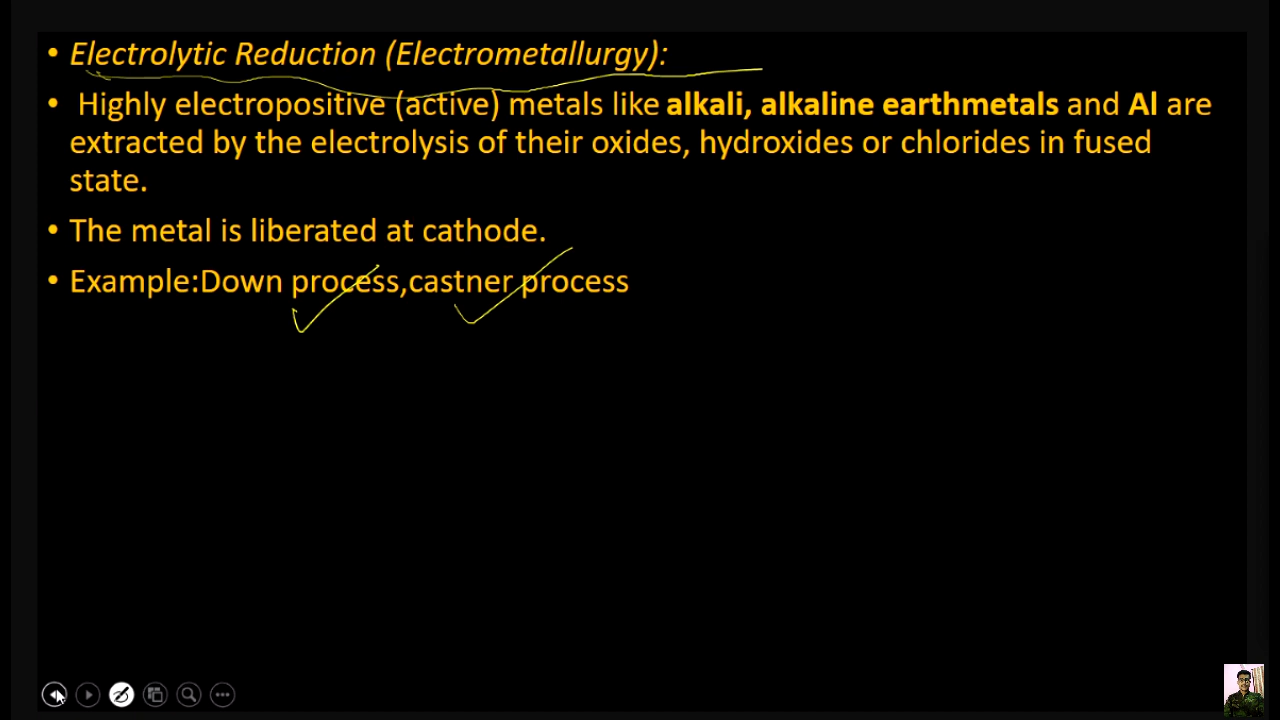 • Electrolytic Reduction (Electrometallurgy):
• Highly electropositive (active) metals like alkali, alkaline earthmetals and Al are
extracted by the electrolysis of their oxides, hydroxides or chlorides in fused
state.
• The metal is liberated at cathode.
• Example:Down process,castner process